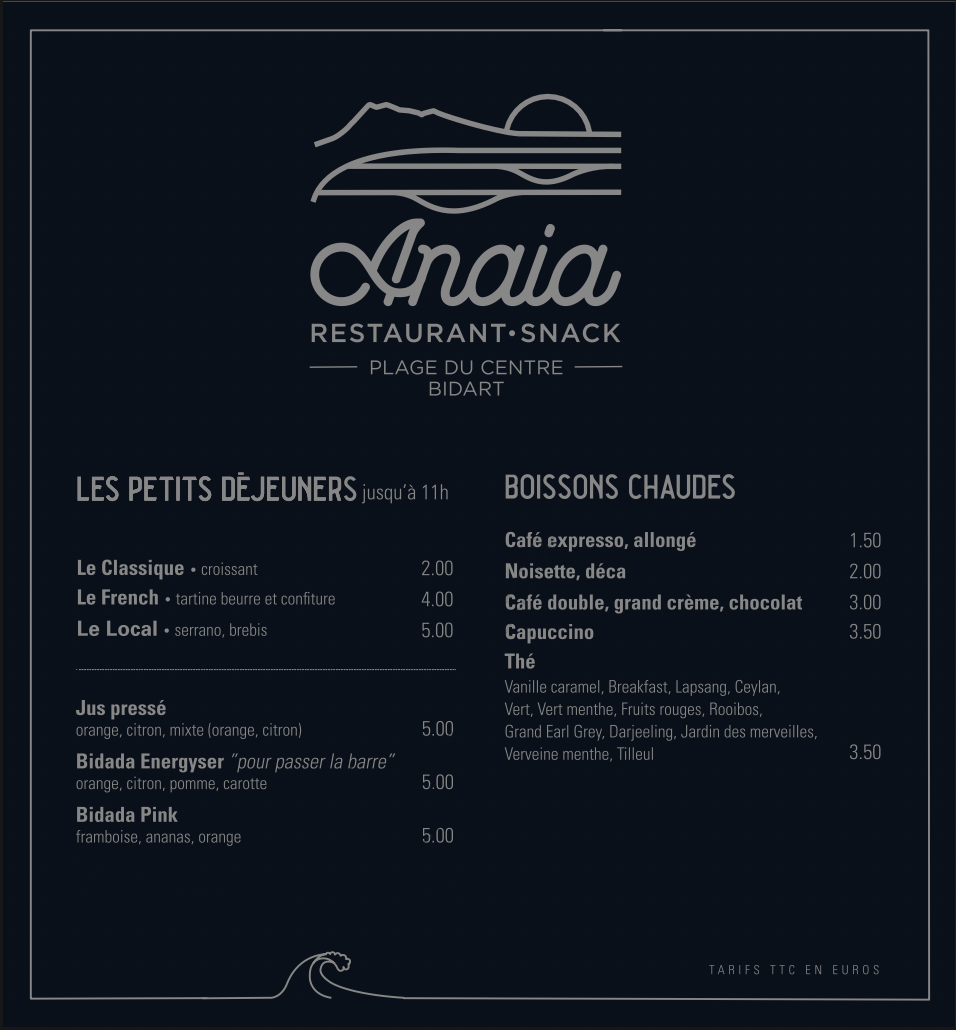 Anaia
RESTAURANT•SNACK
PLAGE DU CENTRE
BIDART
LES PETITS DÉJEUNERS jusqu'à 11h
Le Classique • croissant 2.00
Le French • tartine beurre et confiture 4.00
Le Local • serrano, brebis 5.00
Jus pressé
orange, citron, mixte (orange, citron) 5.00
Bidada Energyser "pour passer la barre"
orange, citron, pomme, carotte 5.00
Bidada Pink
framboise, ananas, orange 5.00
BOISSONS CHAUDES
Café expresso, allongé 1.50
Noisette, déca 2.00
Café double, grand crème, chocolat 3.00
Capuccino 3.50
Thé
Vanille caramel, Breakfast, Lapsang, Ceylan,
Vert, Vert menthe, Fruits rouges, Rooibos,
Grand Earl Grey, Darjeeling, Jardin des merveilles,
Verveine menthe, Tilleul 3.50
TARIFS TTC EN EUROS